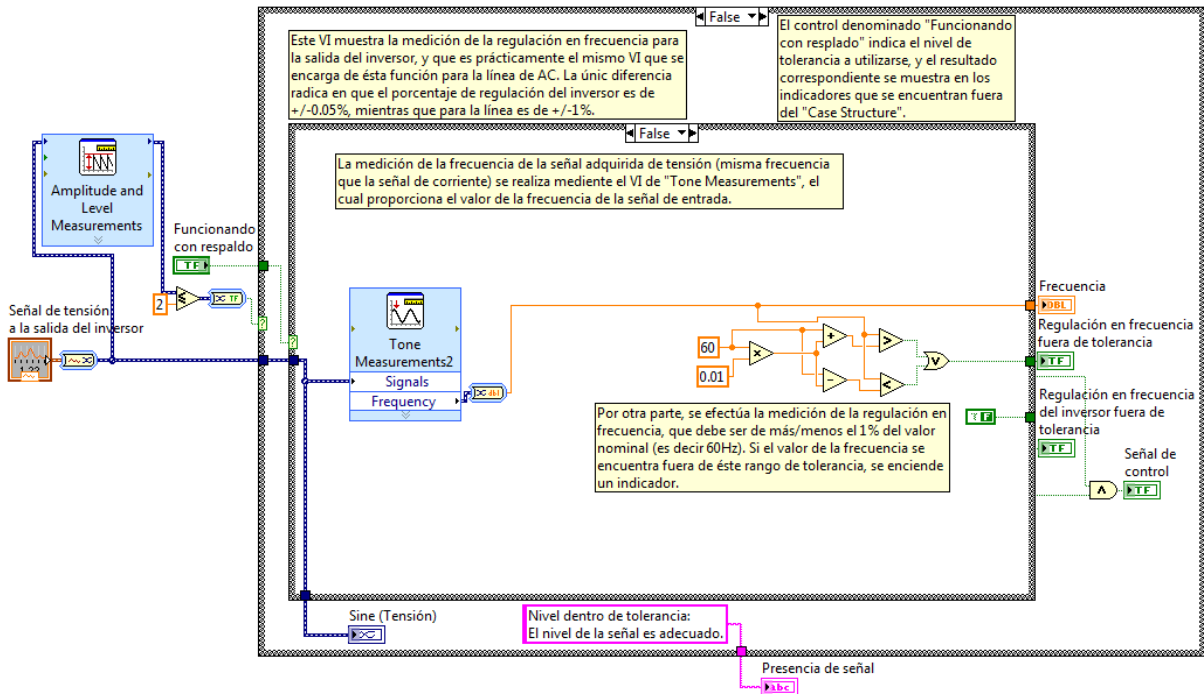 False
Este VI muestra la medición de la regulación en frecuencia para
la salida del inversor, y que es prácticamente el mismo VI que se
encarga de ésta función para la línea de AC. La únic diferencia
radica en que el porcentaje de regulación del inversor es de
+/-0.05%, mientras que para la línea es de +/-1%.
El control denominado "Funcionando
con resplado" indica el nivel de
tolerancia a utilizarse, y el resultado
correspondiente se muestra en los
indicadores que se encuentran fuera
del "Case Structure".
False
La medición de la frecuencia de la señal adquirida de tensión (misma frecuencia
que la señal de corriente) se realiza mediente el VI de "Tone Measurements", el
cual proporciona el valor de la frecuencia de la señal de entrada.
Amplitude and
Level
Measurements
Funcionando
con respaldo
TF
2
TF
?
Señal de tensión
a la salida del inversor
1.23
?
Tone
Measurements2
Signals
Frequency
dbl
60
0.01
x
+
-
>
<
V
Frecuencia
DBL
Regulación en frecuencia
fuera de tolerancia
TF
F
Regulación en frecuencia
del inversor fuera de
tolerancia
TF
Por otra parte, se efectúa la medición de la regulación en
frecuencia, que debe ser de más/menos el 1% del valor
nominal (es decir 60Hz). Si el valor de la frecuencia se
encuentra fuera de éste rango de tolerancia, se enciende
un indicador.
Señal de
control
TF
Sine (Tensión)
Nivel dentro de tolerancia:
El nivel de la señal es adecuado.
Presencia de señal
abc